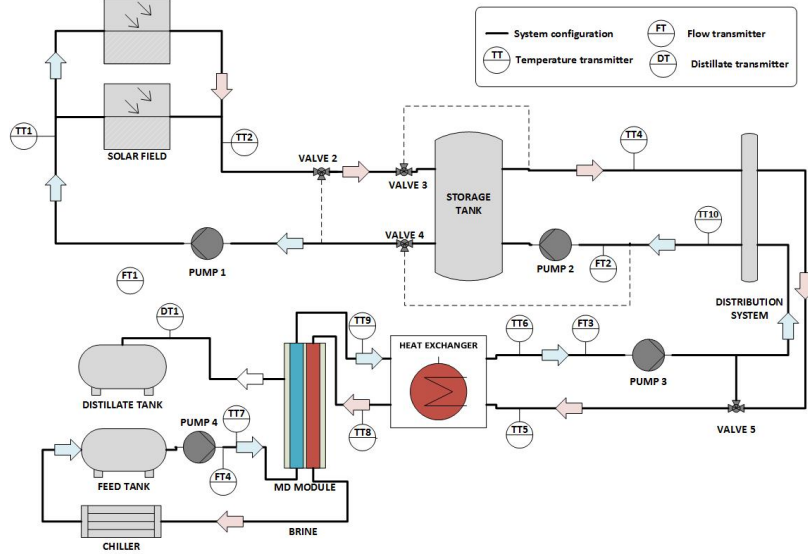 System configuration
FT
Flow transmitter
TT
Temperature transmitter
DT
Distillate transmitter
TT1
SOLAR FIELD
TT2
VALVE 2
VALVE 3
TT4
STORAGE
TANK
VALVE 4
TT10
PUMP 1
PUMP 2
FT2
FT1
DISTRIBUTION
SYSTEM
DT1
TT9
HEAT EXCHANGER
TT6
FT3
PUMP 3
DISTILLATE TANK
PUMP 4
TT7
TT8
TT5
VALVE 5
FEED TANK
FT4
MD MODULE
BRINE
CHILLER